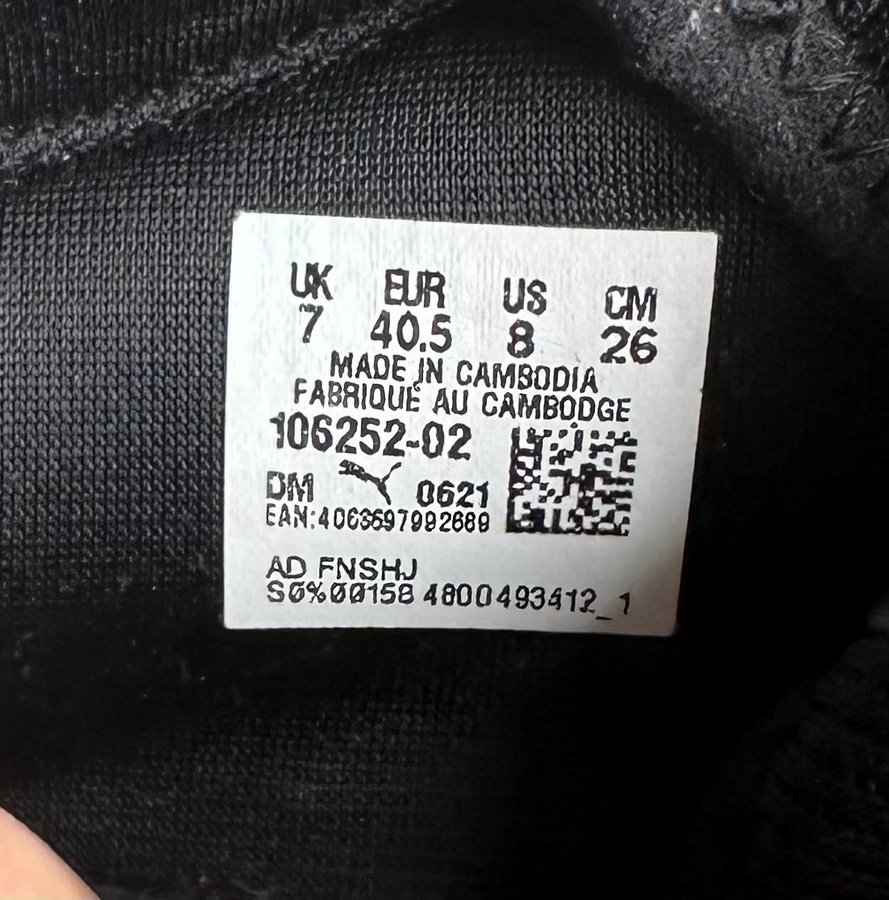 UK EUR US CM
7 40.5 8 26
MADE IN CAMBODIA
FABRIQUÉ AU CAMBODGE
106252-02
DM 0621
EAN:4063697992689
AD FNSHJ
S0%00158 4800493412_1